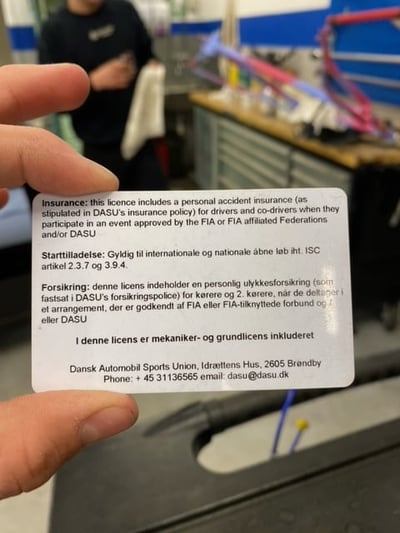 Insurance: this licence includes a personal accident insurance (as
stipulated in DASU's insurance policy) for drivers and co-drivers when they
participate in an event approved by the FIA or FIA affiliated Federations
and/or DASU
Starttilladelse: Gyldig til internationale og nationale åbne løb iht. ISC
artikel 2.3.7 og 3.9.4.
Forsikring: denne licens indeholder en personlig ulykkesforsikring (som
fastsat i DASU's forsikringspolice) for kørere og 2. kørere, når de deltager i
et arrangement, der er godkendt af FIA eller FIA-tilknyttede forbund og /
eller DASU
I denne licens er mekaniker- og grundlicens inkluderet
Dansk Automobil Sports Union, Idrættens Hus, 2605 Brøndby
Phone: + 45 31136565 email: dasu@dasu.dk